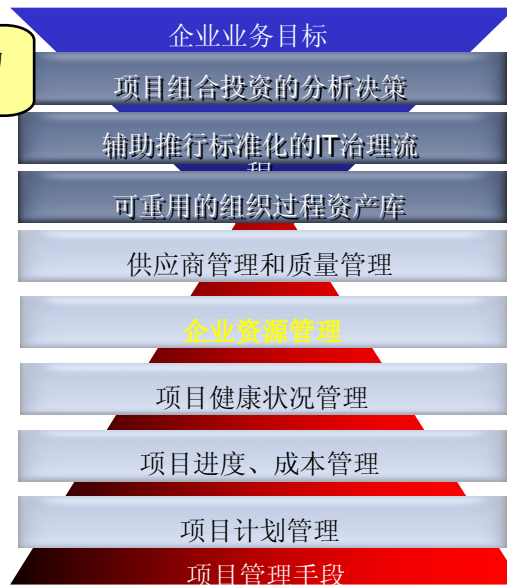 企业业务目标
项目组合投资的分析决策
辅助推行标准化的IT治理流
程
可重用的组织过程资产库
供应商管理和质量管理
企业资源管理
项目健康状况管理
项目进度、成本管理
项目计划管理
项目管理手段